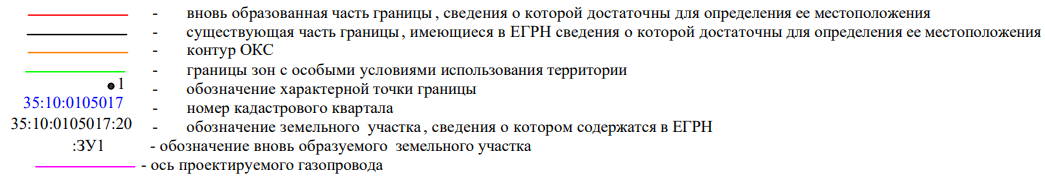 - вновь образованная часть границы, сведения о которой достаточны для определения ее местоположения
- существующая часть границы, имеющиеся в ЕГРН сведения о которой достаточны для определения ее местоположения
- контур ОКС
- границы зон с особыми условиями использования территории
1 - обозначение характерной точки границы
35:10:0105017 - номер кадастрового квартала
35:10:0105017:20 - обозначение земельного участка, сведения о котором содержатся в ЕГРН
:ЗУ1 - обозначение вновь образуемого земельного участка
- ось проектируемого газопровода